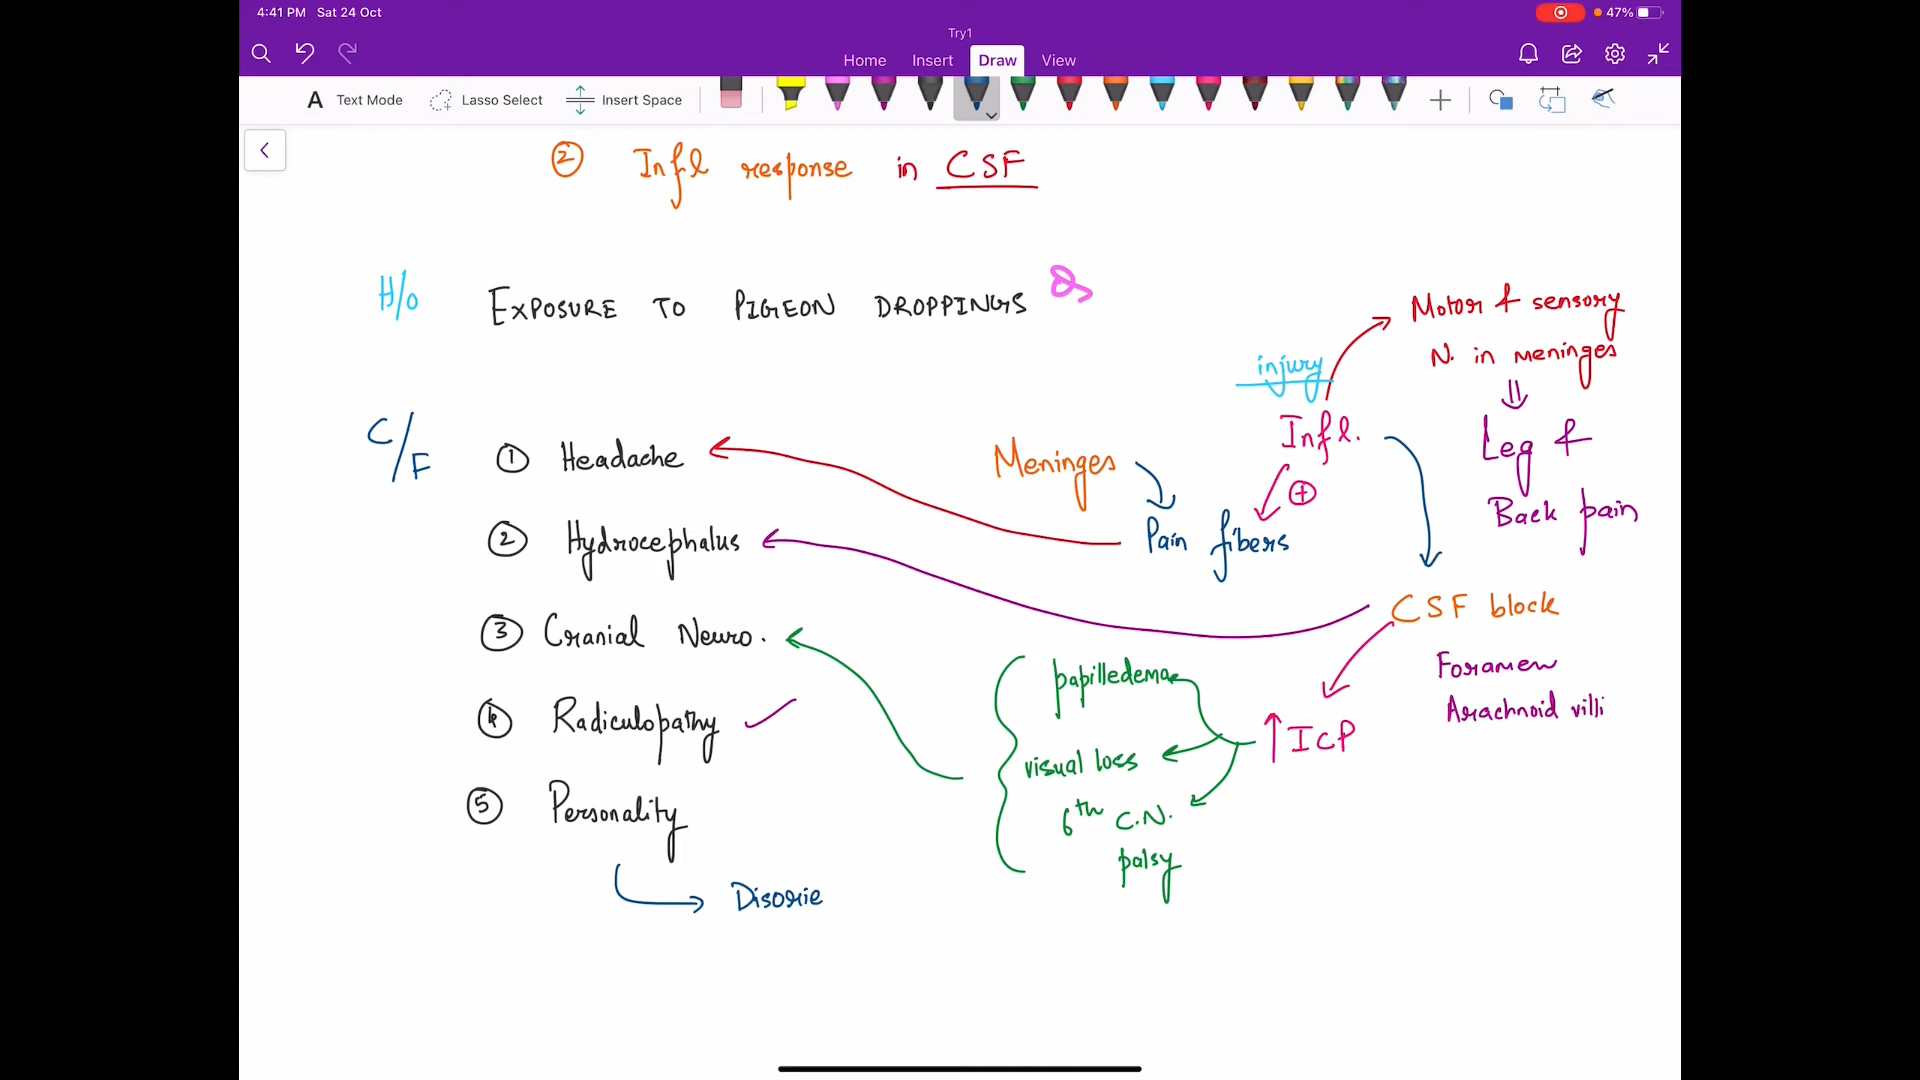 4:41 PM Sat 24 Oct
47%
Try1
Home Insert Draw View
Text Mode Lasso Select Insert Space
② Infl response in CSF
H/O EXPOSURE TO PIGEON DROPPINGS
Motor & sensory
N. in meninges
injury
Infl.
Leg &
Back pain
C/F
① Headache
Meninges
+
Pain fibers
② Hydrocephalus
CSF block
Foramen
Arachnoid villi
③ Cranial Neuro.
papilledema
↑ICP
visual loss
6th C.N.
palsy
④ Radiculopathy
⑤ Personality
Disorie